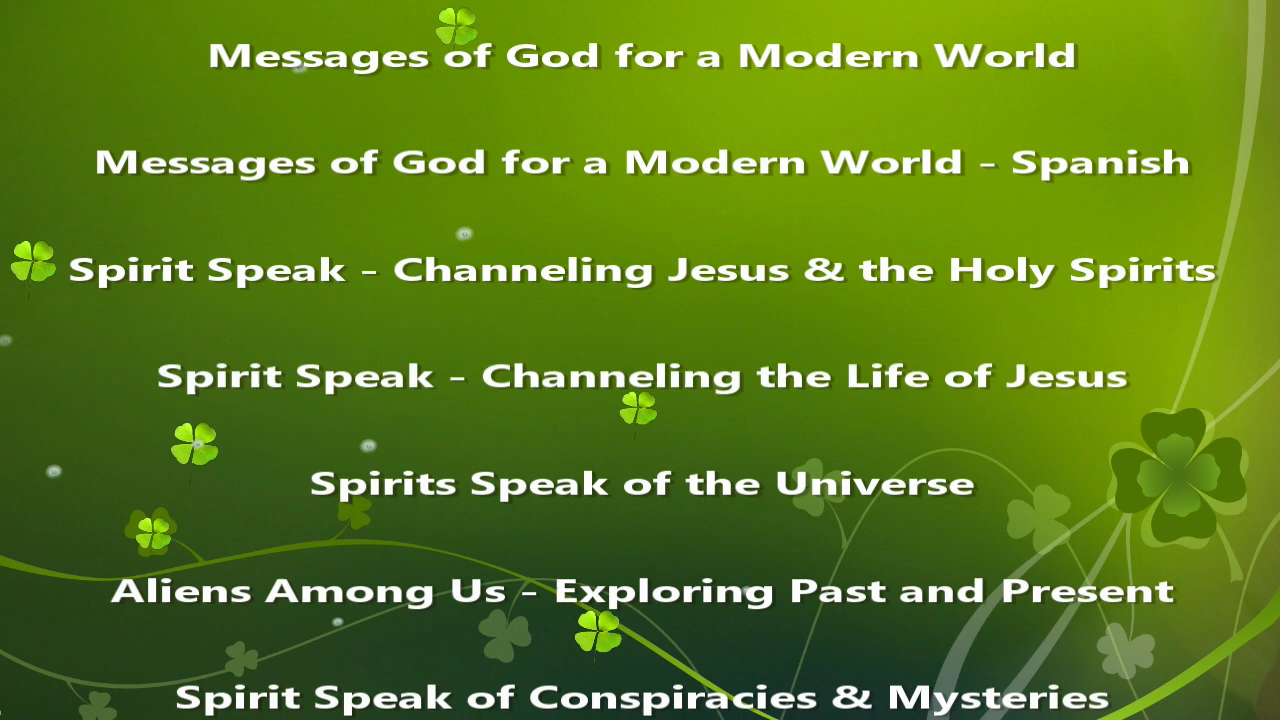 Messages of God for a Modern World
Messages of God for a Modern World - Spanish
Spirit Speak - Channeling Jesus & the Holy Spirits
Spirit Speak - Channeling the Life of Jesus
Spirits Speak of the Universe
Aliens Among Us - Exploring Past and Present
Spirit Speak of Conspiracies & Mysteries